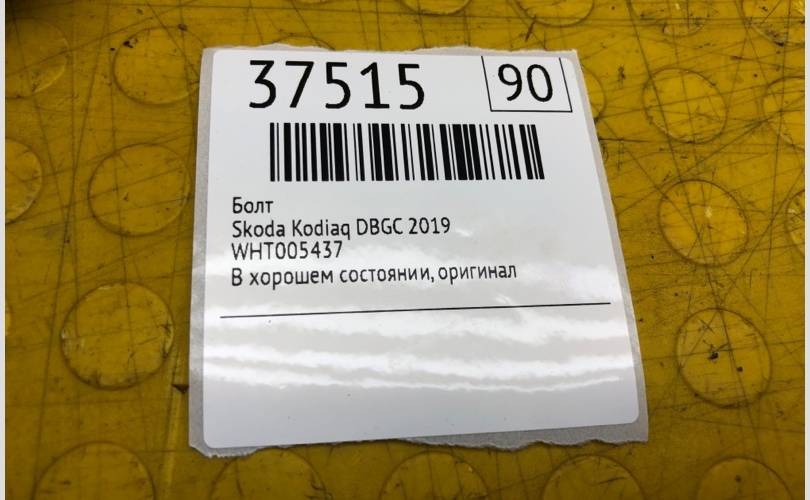 37515 90
Болт
Skoda Kodiaq DBGC 2019
WHT005437
В хорошем состоянии, оригинал